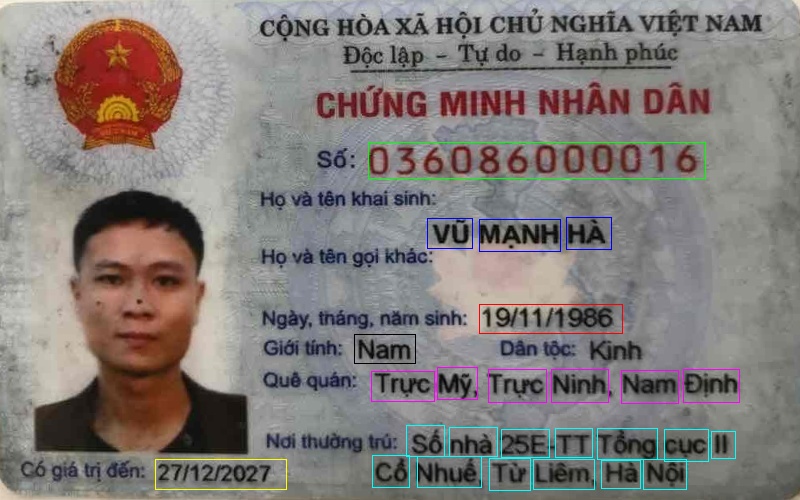 CỘNG HÒA XÃ HỘI CHỦ NGHĨA VIỆT NAM
Độc lập - Tự do - Hạnh phúc
CHỨNG MINH NHÂN DÂN
Số: 036086000016
Họ và tên khai sinh:
VŨ MẠNH HÀ
Họ và tên gọi khác:
Ngày, tháng, năm sinh: 19/11/1986
Giới tính: Nam Dân tộc: Kinh
Quê quán: Trực Mỹ, Trực Ninh, Nam Định
Nơi thường trú: Số nhà 25E-TT Tổng cục II
Cổ Nhuế, Từ Liêm, Hà Nội
Có giá trị đến: 27/12/2027